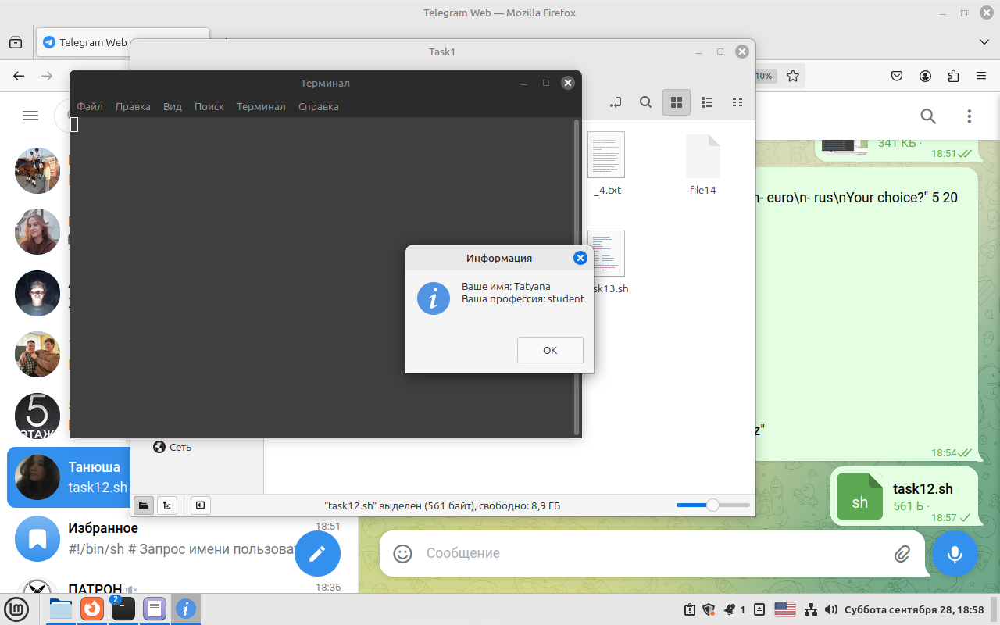 Telegram Web — Mozilla Firefox
Telegram Web
Task1
10%
Терминал
Файл Правка Вид Поиск Терминал Справка
_4.txt
file14
sk13.sh
Информация
Ваше имя: Tatyana
Ваша профессия: student
OK
341 КБ ·
18:51
n- euro\n- rus\nYour choice?" 5 20
z"
18:54
task12.sh
sh
561 Б ·
18:57
5
ЭТАЖ
Сеть
Танюша
task12.sh
"task12.sh" выделен (561 байт), свободно: 8,9 ГБ
Избранное
18:51
#!/bin/sh # Запрос имени пользова
ПАТРОН
18:36
Сообщение
2
1
Суббота сентября 28, 18:58